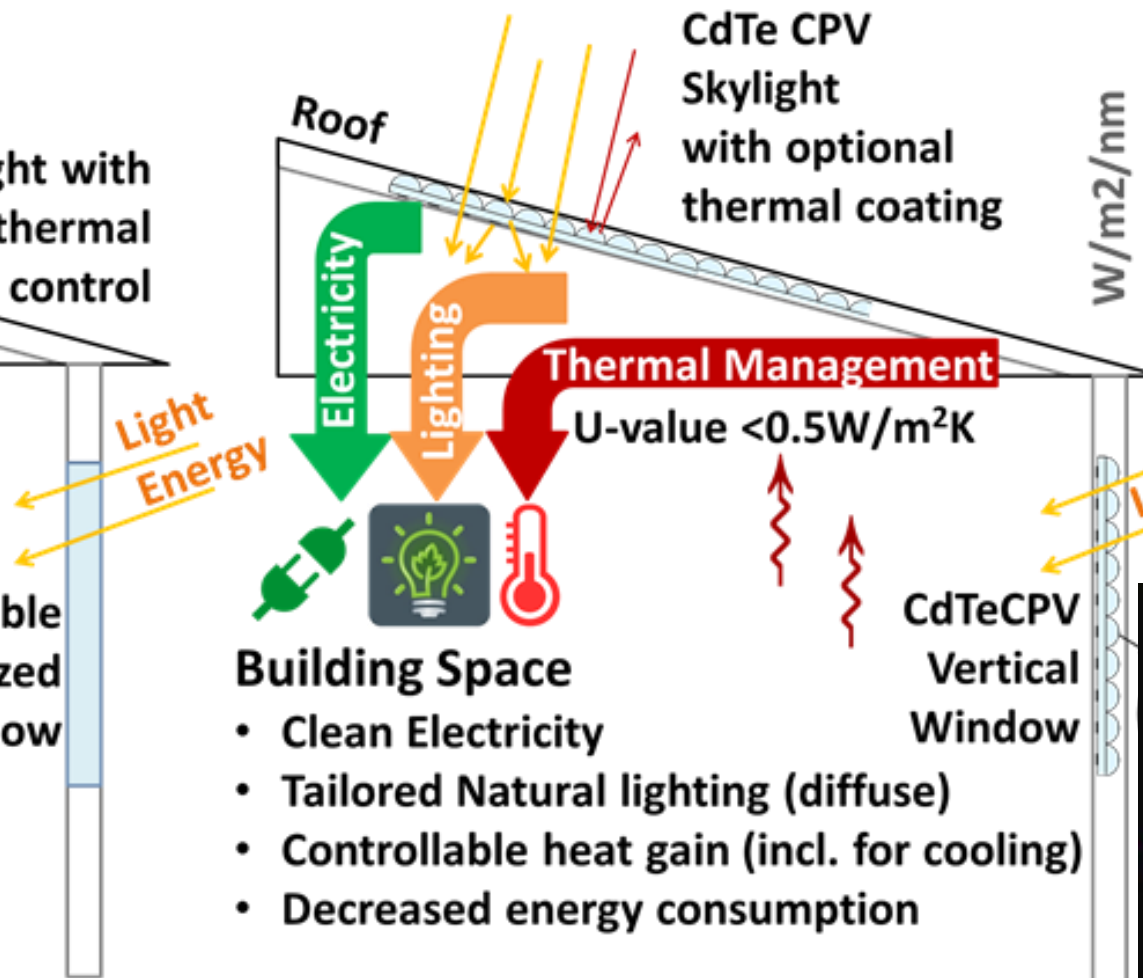 ght with
thermal
control
Light
Energy
ble
zed
ow
Roof
CdTe CPV
Skylight
with optional
thermal coating
W/m2/nm
Electricity
Lighting
Thermal Management
U-value <0.5W/m²K
CdTeCPV
Vertical
Window
Building Space
• Clean Electricity
• Tailored Natural lighting (diffuse)
• Controllable heat gain (incl. for cooling)
• Decreased energy consumption